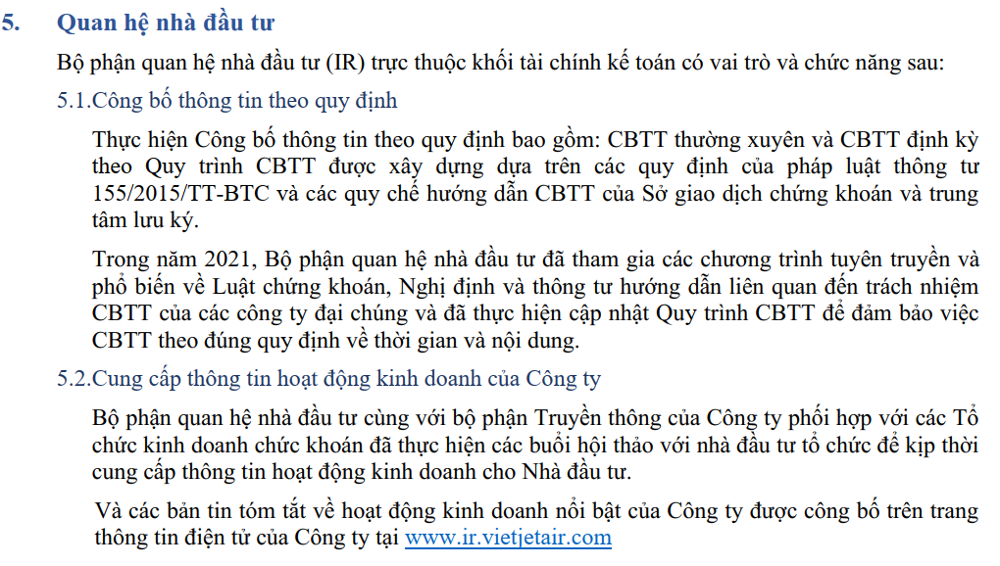 5. Quan hệ nhà đầu tư
Bộ phận quan hệ nhà đầu tư (IR) trực thuộc khối tài chính kế toán có vai trò và chức năng sau:
5.1.Công bố thông tin theo quy định
Thực hiện Công bố thông tin theo quy định bao gồm: CBTT thường xuyên và CBTT định kỳ
theo Quy trình CBTT được xây dựng dựa trên các quy định của pháp luật thông tư
155/2015/TT-BTC và các quy chế hướng dẫn CBTT của Sở giao dịch chứng khoán và trung
tâm lưu ký.
Trong năm 2021, Bộ phận quan hệ nhà đầu tư đã tham gia các chương trình tuyên truyền và
phổ biến về Luật chứng khoán, Nghị định và thông tư hướng dẫn liên quan đến trách nhiệm
CBTT của các công ty đại chúng và đã thực hiện cập nhật Quy trình CBTT để đảm bảo việc
CBTT theo đúng quy định về thời gian và nội dung.
5.2.Cung cấp thông tin hoạt động kinh doanh của Công ty
Bộ phận quan hệ nhà đầu tư cùng với bộ phận Truyền thông của Công ty phối hợp với các Tổ
chức kinh doanh chức khoán đã thực hiện các buổi hội thảo với nhà đầu tư tổ chức để kịp thời
cung cấp thông tin hoạt động kinh doanh cho Nhà đầu tư.
Và các bản tin tóm tắt về hoạt động kinh doanh nổi bật của Công ty được công bố trên trang
thông tin điện tử của Công ty tại www.ir.vietjetair.com